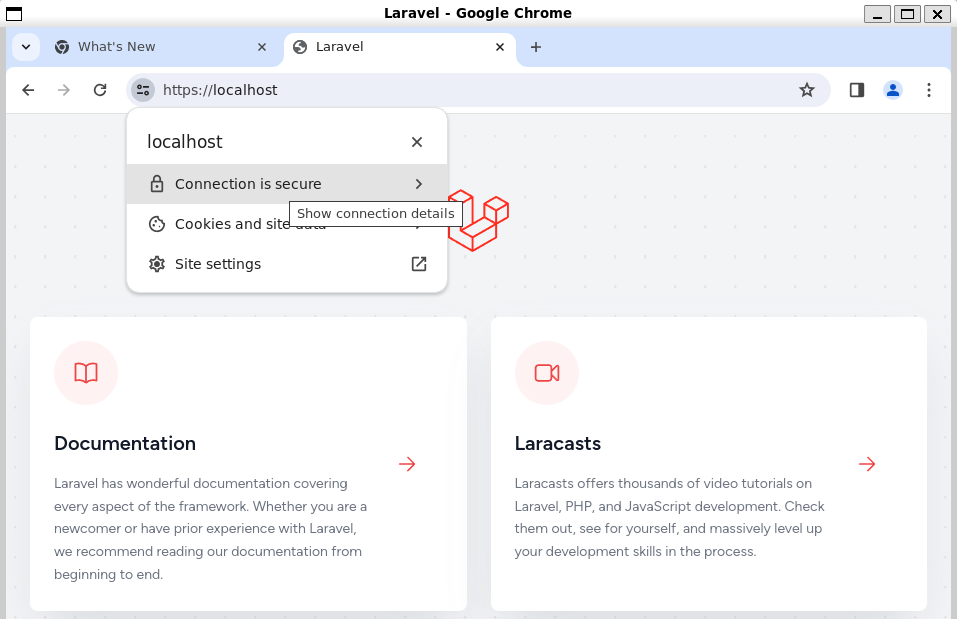 Laravel - Google Chrome
What's New
Laravel
https://localhost
localhost
Connection is secure
Show connection details
Cookies and site data
Site settings
Documentation
Laravel has wonderful documentation covering
every aspect of the framework. Whether you are a
newcomer or have prior experience with Laravel,
we recommend reading our documentation from
beginning to end.
Laracasts
Laracasts offers thousands of video tutorials on
Laravel, PHP, and JavaScript development. Check
them out, see for yourself, and massively level up
your development skills in the process.